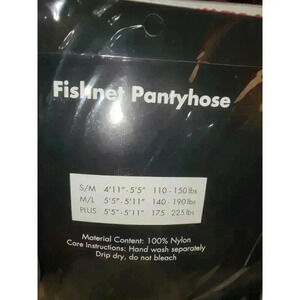 Fishnet Pantyhose
S/M 4'11" - 5'5" 110 - 150 lbs
M/L 5'5" - 5'11" 140 - 190 lbs
PLUS 5'5" - 5'11" 175 - 225 lbs
Material Content: 100% Nylon
Care Instructions: Hand wash separately
Drip dry, do not bleach